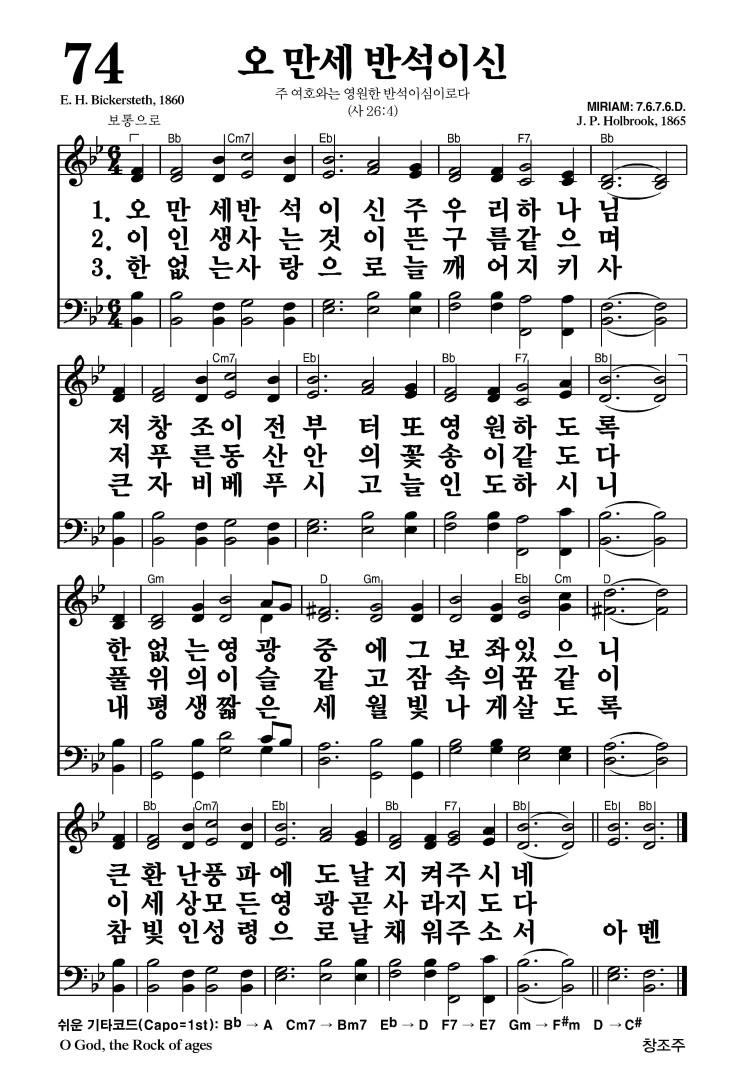 74
오 만세 반석이신
E. H. Bickersteth, 1860
주 여호와는 영원한 반석이심이로다
(사 26:4)
보통으로
MIRIAM: 7.6.7.6.D.
J. P. Holbrook, 1865
Bb Cm7 Eb Bb F7 Bb
6 4
1. 오 만 세반 석 이 신 주 우 리하 나 님
2. 이 인 생사 는 것 이 뜬 구 름같 으 며
3. 한 없 는사 랑 으 로 늘 깨 어지 키 사
6 4
Cm7 Eb Bb F7 Bb
저 창 조이 전 부 터 또 영 원하 도 록
저 푸 른동 산 안 의 꽃 송 이같 도 다
큰 자 비베 푸 시 고 늘 인 도하 시 니
Gm D Gm Eb Cm D
한 없 는영 광 중 에 그 보 좌있 으 니
풀 위 의이 슬 같 고 잠 속 의꿈 같 이
내 평 생짧 은 세 월 빛 나 게살 도 록
Bb Cm7 Eb Bb F7 Bb Eb Bb
큰 환 난풍 파 에 도 날 지 켜주 시 네
이 세 상모 든 영 광 곧 사 라지 도 다
참 빛 인성 령 으 로 날 채 워주 소 서 아 멘
쉬운 기타코드(Capo=1st): Bb → A Cm7 → Bm7 Eb → D F7 → E7 Gm → F#m D → C#
O God, the Rock of ages
창조주